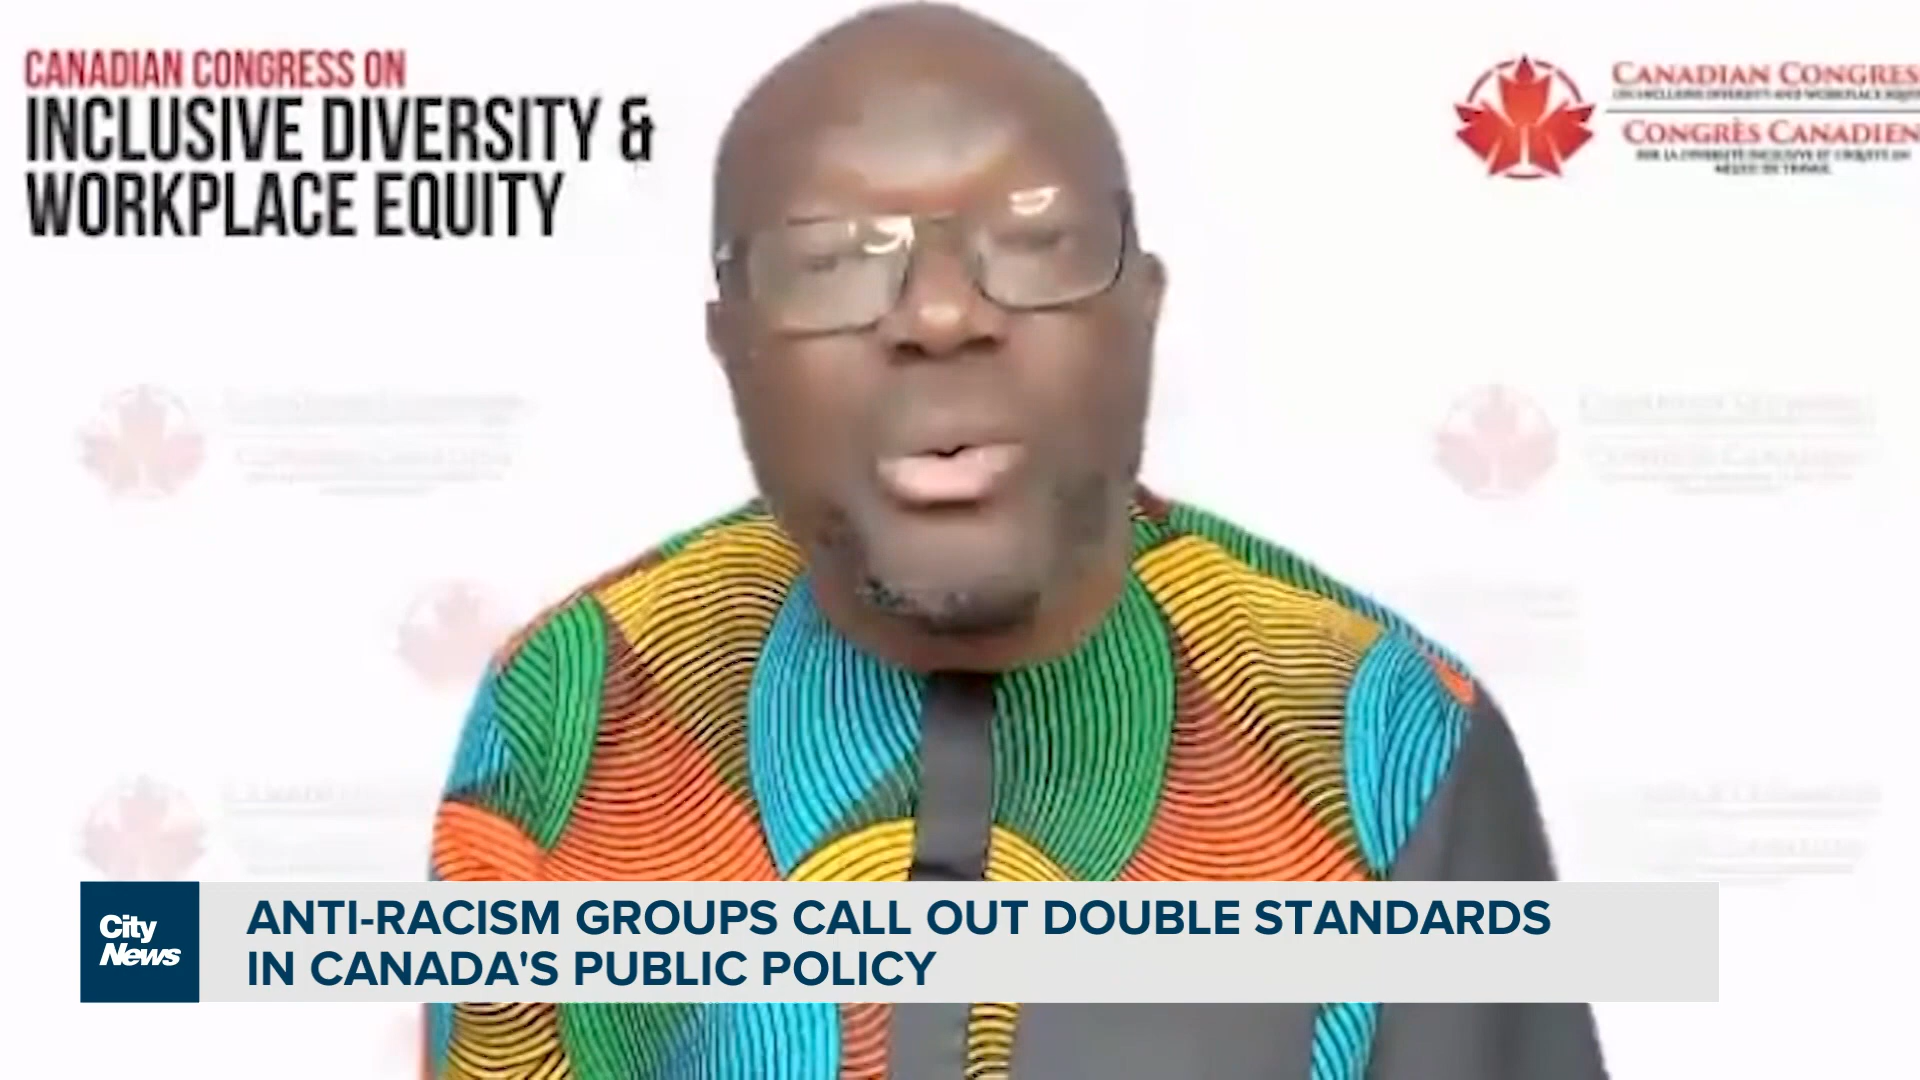 CANADIAN CONGRESS ON
INCLUSIVE DIVERSITY &
WORKPLACE EQUITY
CANADIAN CONGRES
CONGRÈS CANADIEN
City
News
ANTI-RACISM GROUPS CALL OUT DOUBLE STANDARDS
IN CANADA'S PUBLIC POLICY